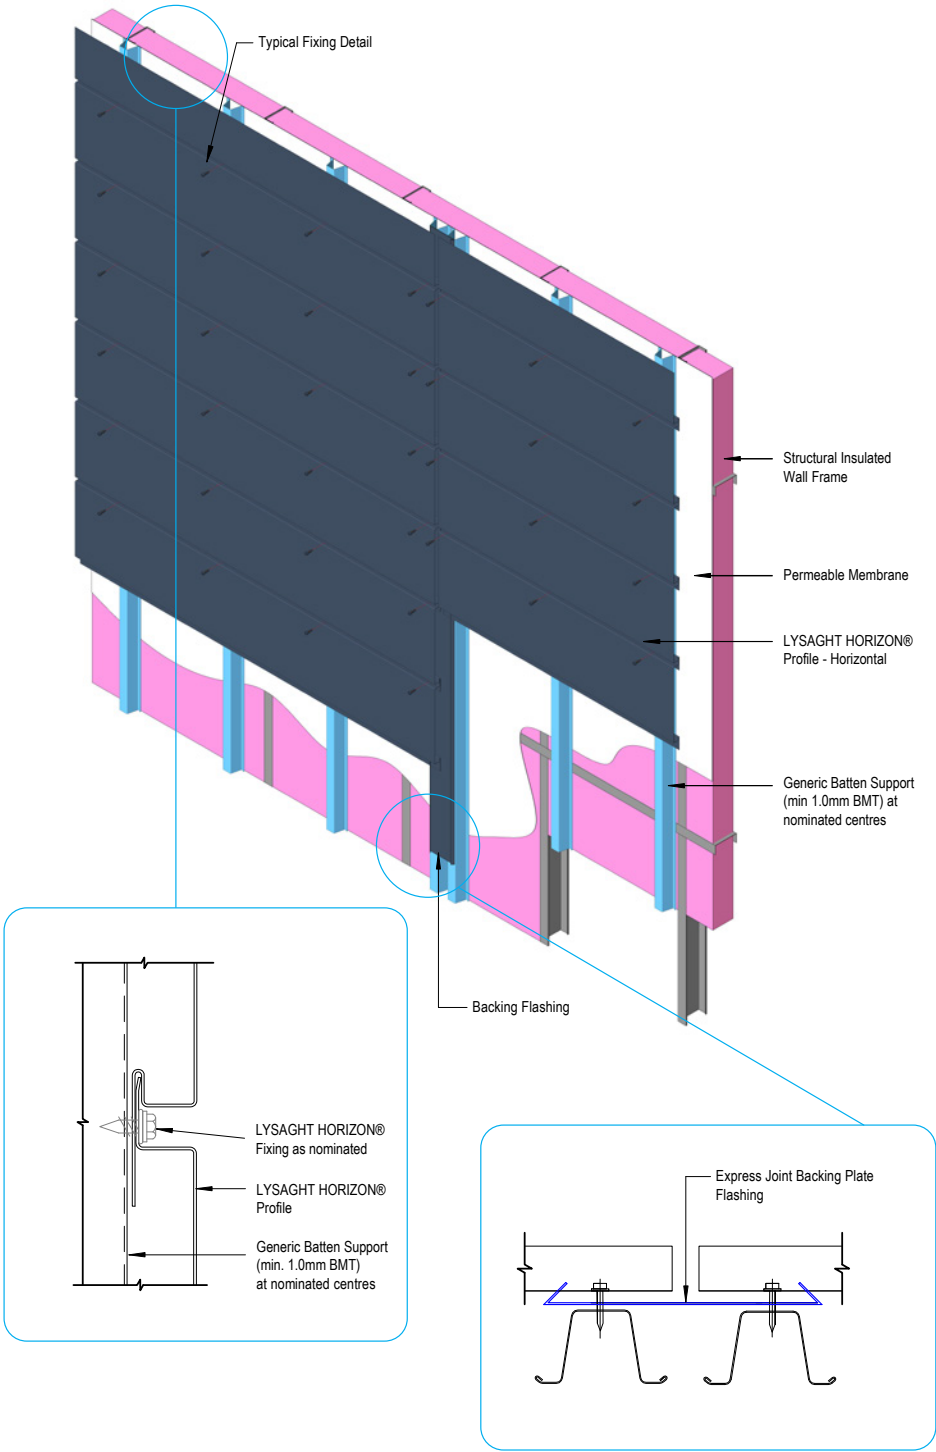 Typical Fixing Detail
Structural Insulated
Wall Frame
Permeable Membrane
LYSAGHT HORIZON®
Profile - Horizontal
Generic Batten Support
(min 1.0mm BMT) at
nominated centres
Backing Flashing
LYSAGHT HORIZON®
Fixing as nominated
LYSAGHT HORIZON®
Profile
Generic Batten Support
(min. 1.0mm BMT)
at nominated centres
Express Joint Backing Plate
Flashing